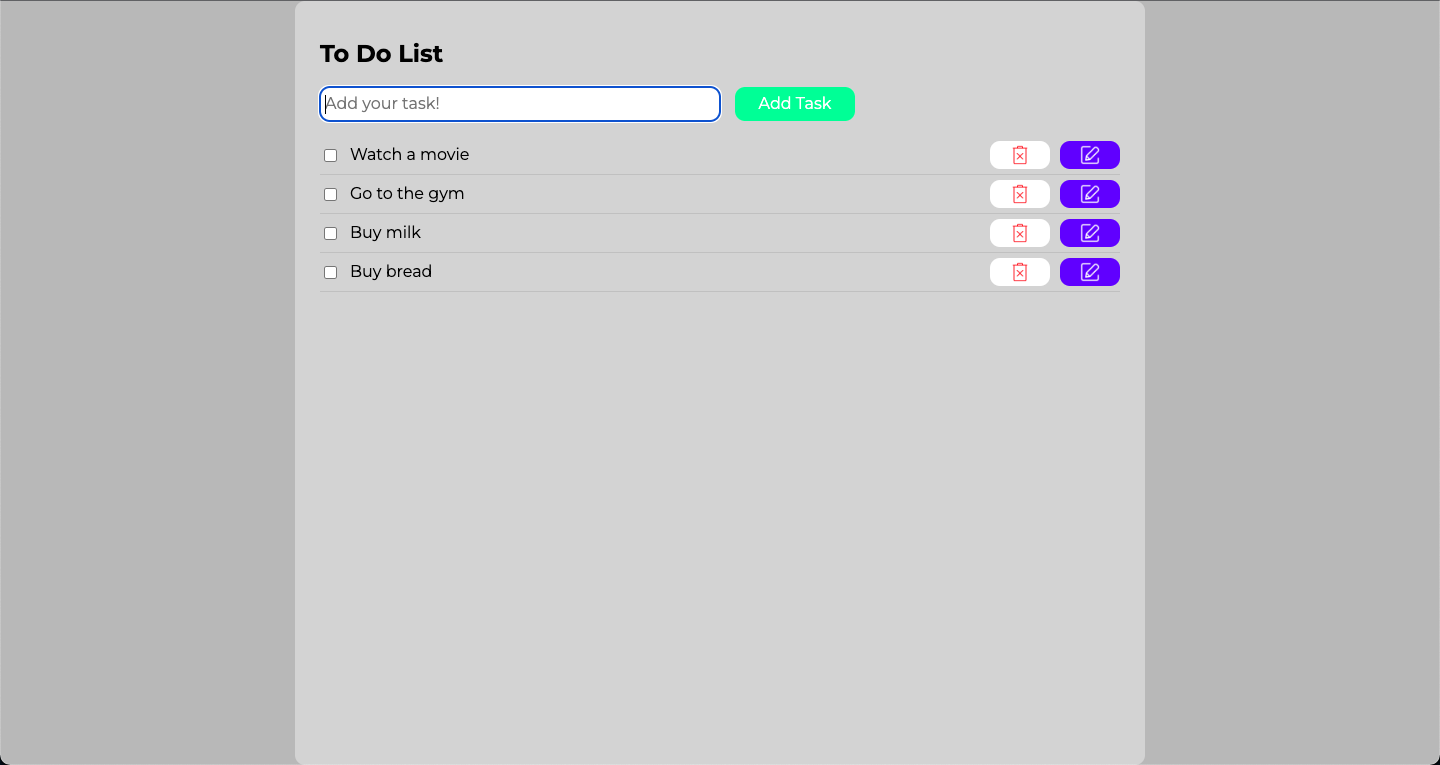 To Do List
Add your task!
Add Task
Watch a movie
Go to the gym
Buy milk
Buy bread